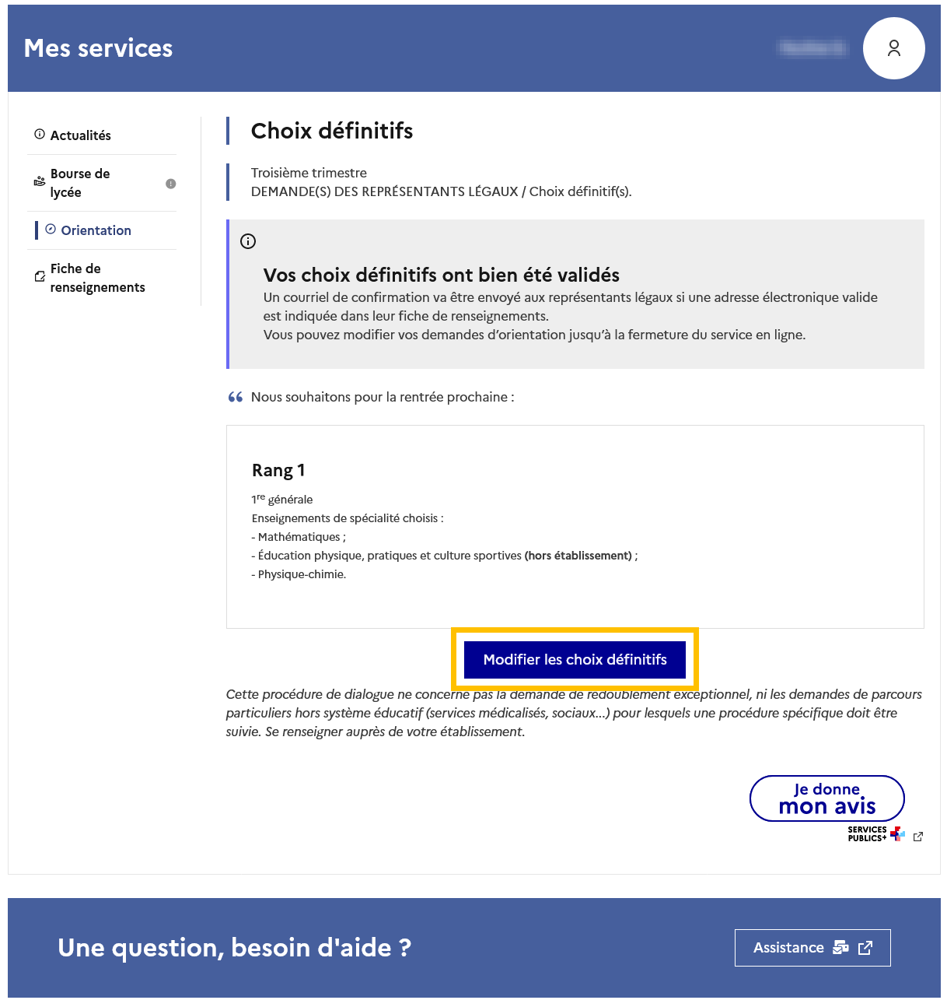 Mes services
Actualités
Bourse de
lycée
Orientation
Fiche de
renseignements
Choix définitifs
Troisième trimestre
DEMANDE(S) DES REPRÉSENTANTS LÉGAUX / Choix définitif(s).
Vos choix définitifs ont bien été validés
Un courriel de confirmation va être envoyé aux représentants légaux si une adresse électronique valide
est indiquée dans leur fiche de renseignements.
Vous pouvez modifier vos demandes d’orientation jusqu’à la fermeture du service en ligne.
“ Nous souhaitons pour la rentrée prochaine :
Rang 1
1re générale
Enseignements de spécialité choisis :
- Mathématiques ;
- Éducation physique, pratiques et culture sportives (hors établissement) ;
- Physique-chimie.
Modifier les choix définitifs
Cette procédure de dialogue ne concerne pas la demande de redoublement exceptionnel, ni les demandes de parcours
particuliers hors système éducatif (services médicalisés, sociaux...) pour lesquels une procédure spécifique doit être
suivie. Se renseigner auprès de votre établissement.
Je donne
mon avis
SERVICES
PUBLICS+
Une question, besoin d'aide ?
Assistance